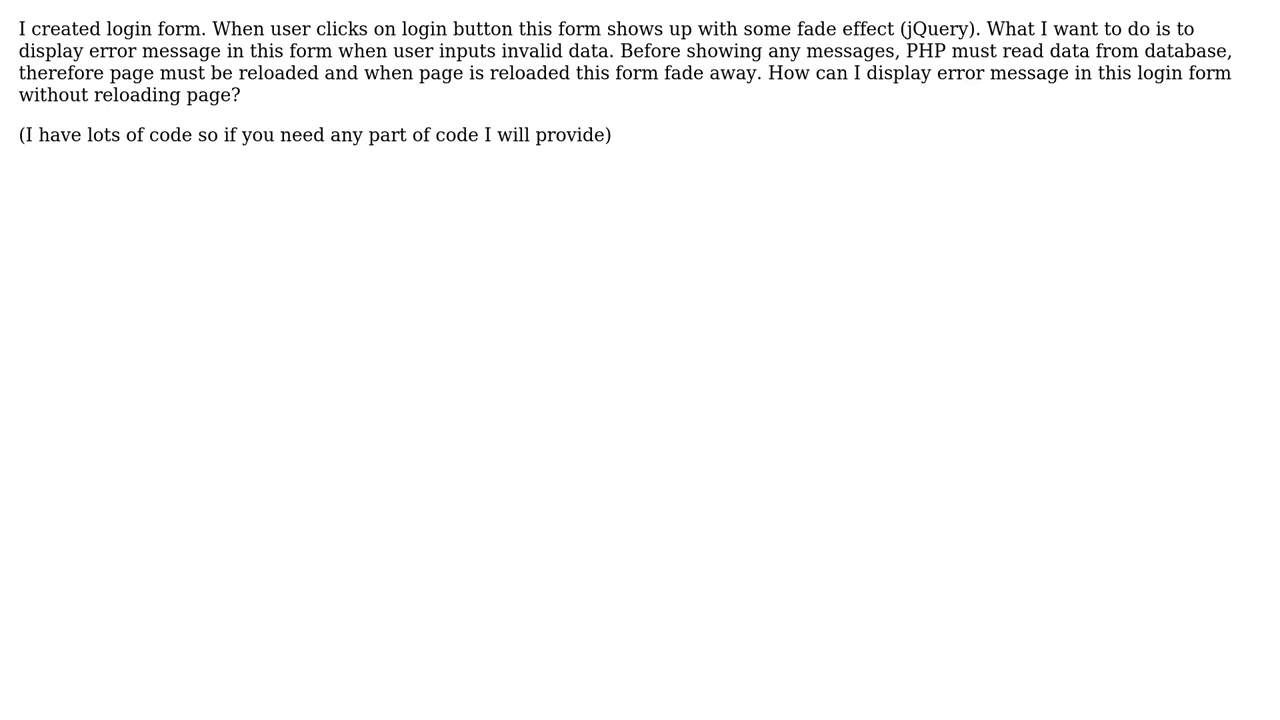 I created login form. When user clicks on login button this form shows up with some fade effect (jQuery). What I want to do is to
display error message in this form when user inputs invalid data. Before showing any messages, PHP must read data from database,
therefore page must be reloaded and when page is reloaded this form fade away. How can I display error message in this login form
without reloading page?
(I have lots of code so if you need any part of code I will provide)